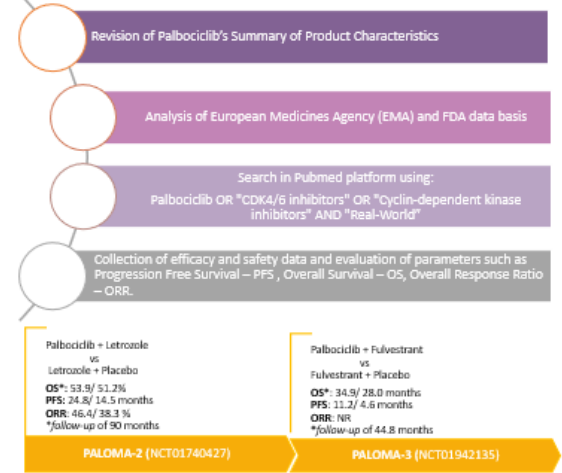 Revision of Palbociclib's Summary of Product Characteristics
Analysis of European Medicines Agency (EMA) and FDA data basis
Search in Pubmed platform using:
Palbociclib OR "CDK4/6 inhibitors" OR "Cyclin-dependent kinase
inhibitors" AND "Real-World"
Collection of efficacy and safety data and evaluation of parameters such as
Progression Free Survival – PFS , Overall Survival – OS, Overall Response Ratio
– ORR.
Palbociclib + Letrozole
vs
Letrozole + Placebo
OS*: 53.9/ 51.2%
PFS: 24.8/ 14.5 months
ORR: 46.4/ 38.3 %
*follow-up of 90 months
PALOMA-2 (NCT01740427)
Palbociclib + Fulvestrant
vs
Fulvestrant + Placebo
OS*: 34.9/ 28.0 months
PFS: 11.2/ 4.6 months
ORR: NR
*follow-up of 44.8 months
PALOMA-3 (NCT01942135)